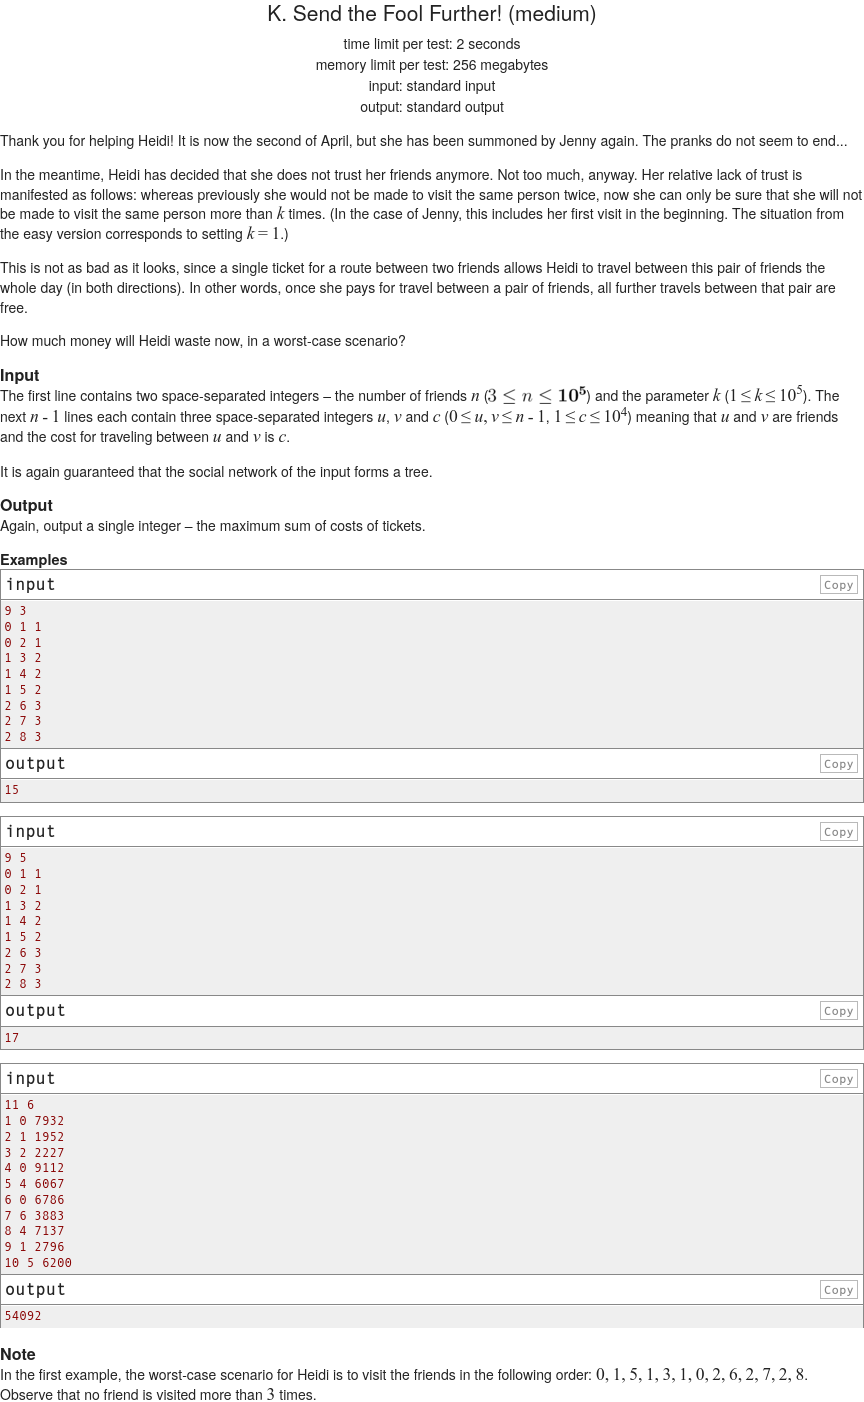 K. Send the Fool Further! (medium)
time limit per test: 2 seconds
memory limit per test: 256 megabytes
input: standard input
output: standard output
Thank you for helping Heidi! It is now the second of April, but she has been summoned by Jenny again. The pranks do not seem to end...
In the meantime, Heidi has decided that she does not trust her friends anymore. Not too much, anyway. Her relative lack of trust is
manifested as follows: whereas previously she would not be made to visit the same person twice, now she can only be sure that she will not
be made to visit the same person more than k times. (In the case of Jenny, this includes her first visit in the beginning. The situation from
the easy version corresponds to setting k = 1.)
This is not as bad as it looks, since a single ticket for a route between two friends allows Heidi to travel between this pair of friends the
whole day (in both directions). In other words, once she pays for travel between a pair of friends, all further travels between that pair are
free.
How much money will Heidi waste now, in a worst-case scenario?
Input
The first line contains two space-separated integers – the number of friends n (3 ≤ n ≤ 10^5) and the parameter k (1 ≤ k ≤ 10^5). The
next n - 1 lines each contain three space-separated integers u, v and c (0 ≤ u, v ≤ n - 1, 1 ≤ c ≤ 10^4) meaning that u and v are friends
and the cost for traveling between u and v is c.
It is again guaranteed that the social network of the input forms a tree.
Output
Again, output a single integer – the maximum sum of costs of tickets.
Examples
input Copy
9 3
0 1 1
0 2 1
1 3 2
1 4 2
1 5 2
2 6 3
2 7 3
2 8 3
output Copy
15
input Copy
9 5
0 1 1
0 2 1
1 3 2
1 4 2
1 5 2
2 6 3
2 7 3
2 8 3
output Copy
17
input Copy
11 6
1 0 7932
2 1 1952
3 2 2227
4 0 9112
5 4 6067
6 0 6786
7 6 3883
8 4 7137
9 1 2796
10 5 6200
output Copy
54092
Note
In the first example, the worst-case scenario for Heidi is to visit the friends in the following order: 0, 1, 5, 1, 3, 1, 0, 2, 6, 2, 7, 2, 8.
Observe that no friend is visited more than 3 times.